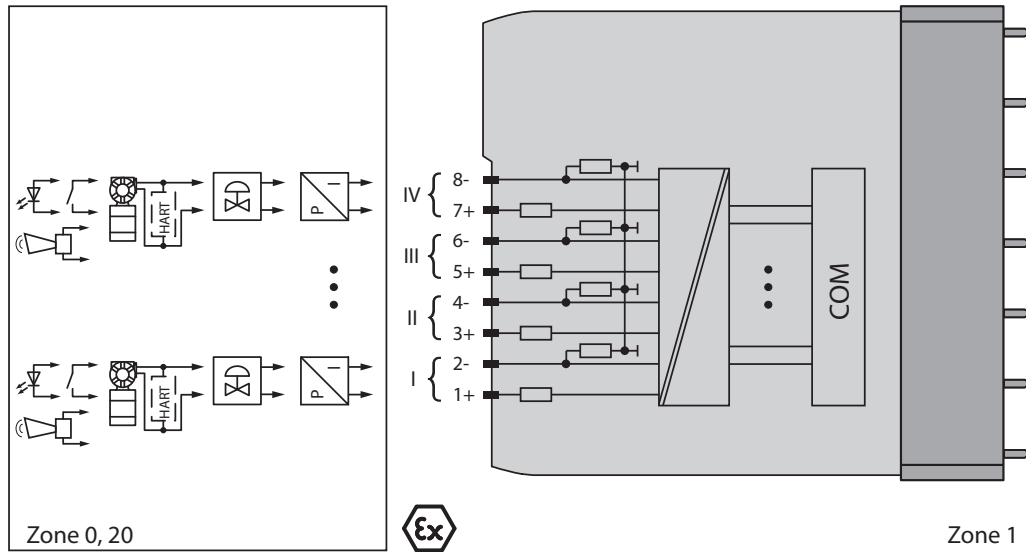 IV
8-
7+
III
6-
5+
II
4-
3+
I
2-
1+
HART
P
I
HART
P
I
COM
Zone 0, 20
Ex
Zone 1